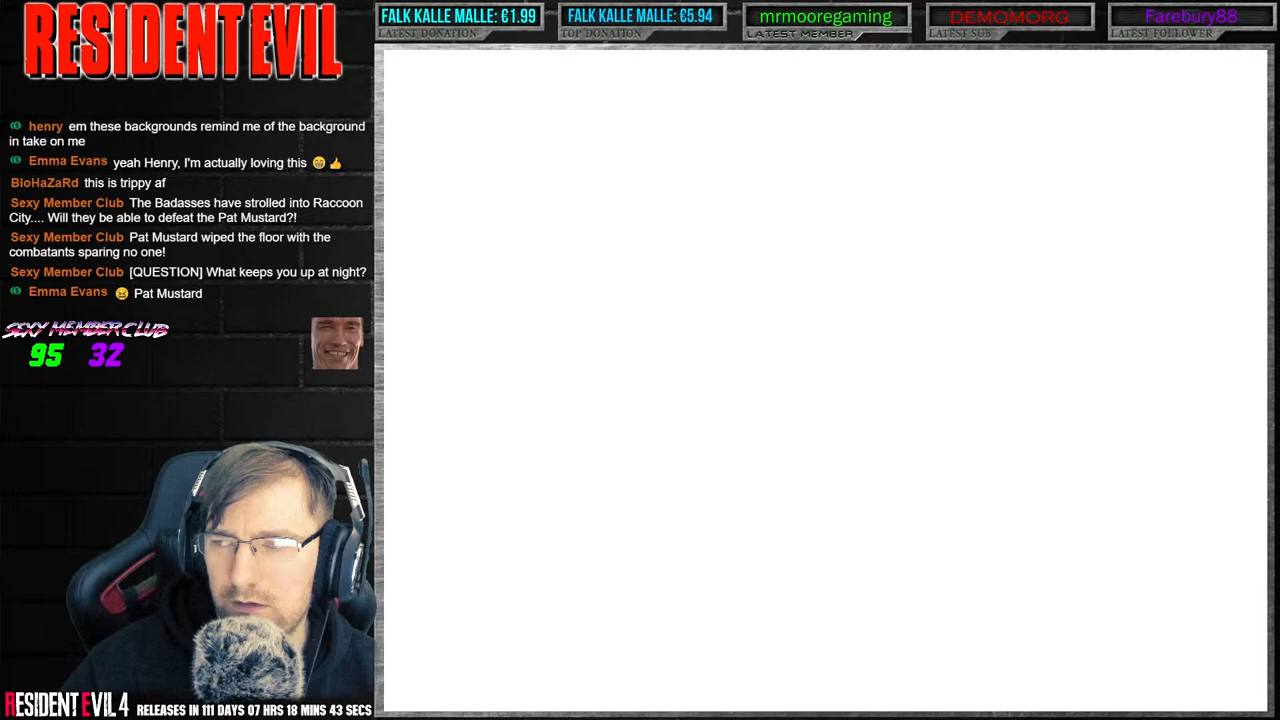 RESIDENT EVIL
FALK KALLE MALLE: €1.99
LATEST DONATION
FALK KALLE MALLE: €5.94
TOP DONATION
mrmooregaming
LATEST MEMBER
DEMOMORG
LATEST SUB
Farebury88
LATEST FOLLOWER
henry em these backgrounds remind me of the background
in take on me
Emma Evans yeah Henry, I'm actually loving this 😁👍
BIoHaZaRd this is trippy af
Sexy Member Club The Badasses have strolled into Raccoon
City.... Will they be able to defeat the Pat Mustard?!
Sexy Member Club Pat Mustard wiped the floor with the
combatants sparing no one!
Sexy Member Club [QUESTION] What keeps you up at night?
Emma Evans 😖 Pat Mustard
SEXY MEMBER CLUB
95 32
RESIDENT EVIL 4 RELEASES IN 111 DAYS 07 HRS 18 MINS 43 SECS